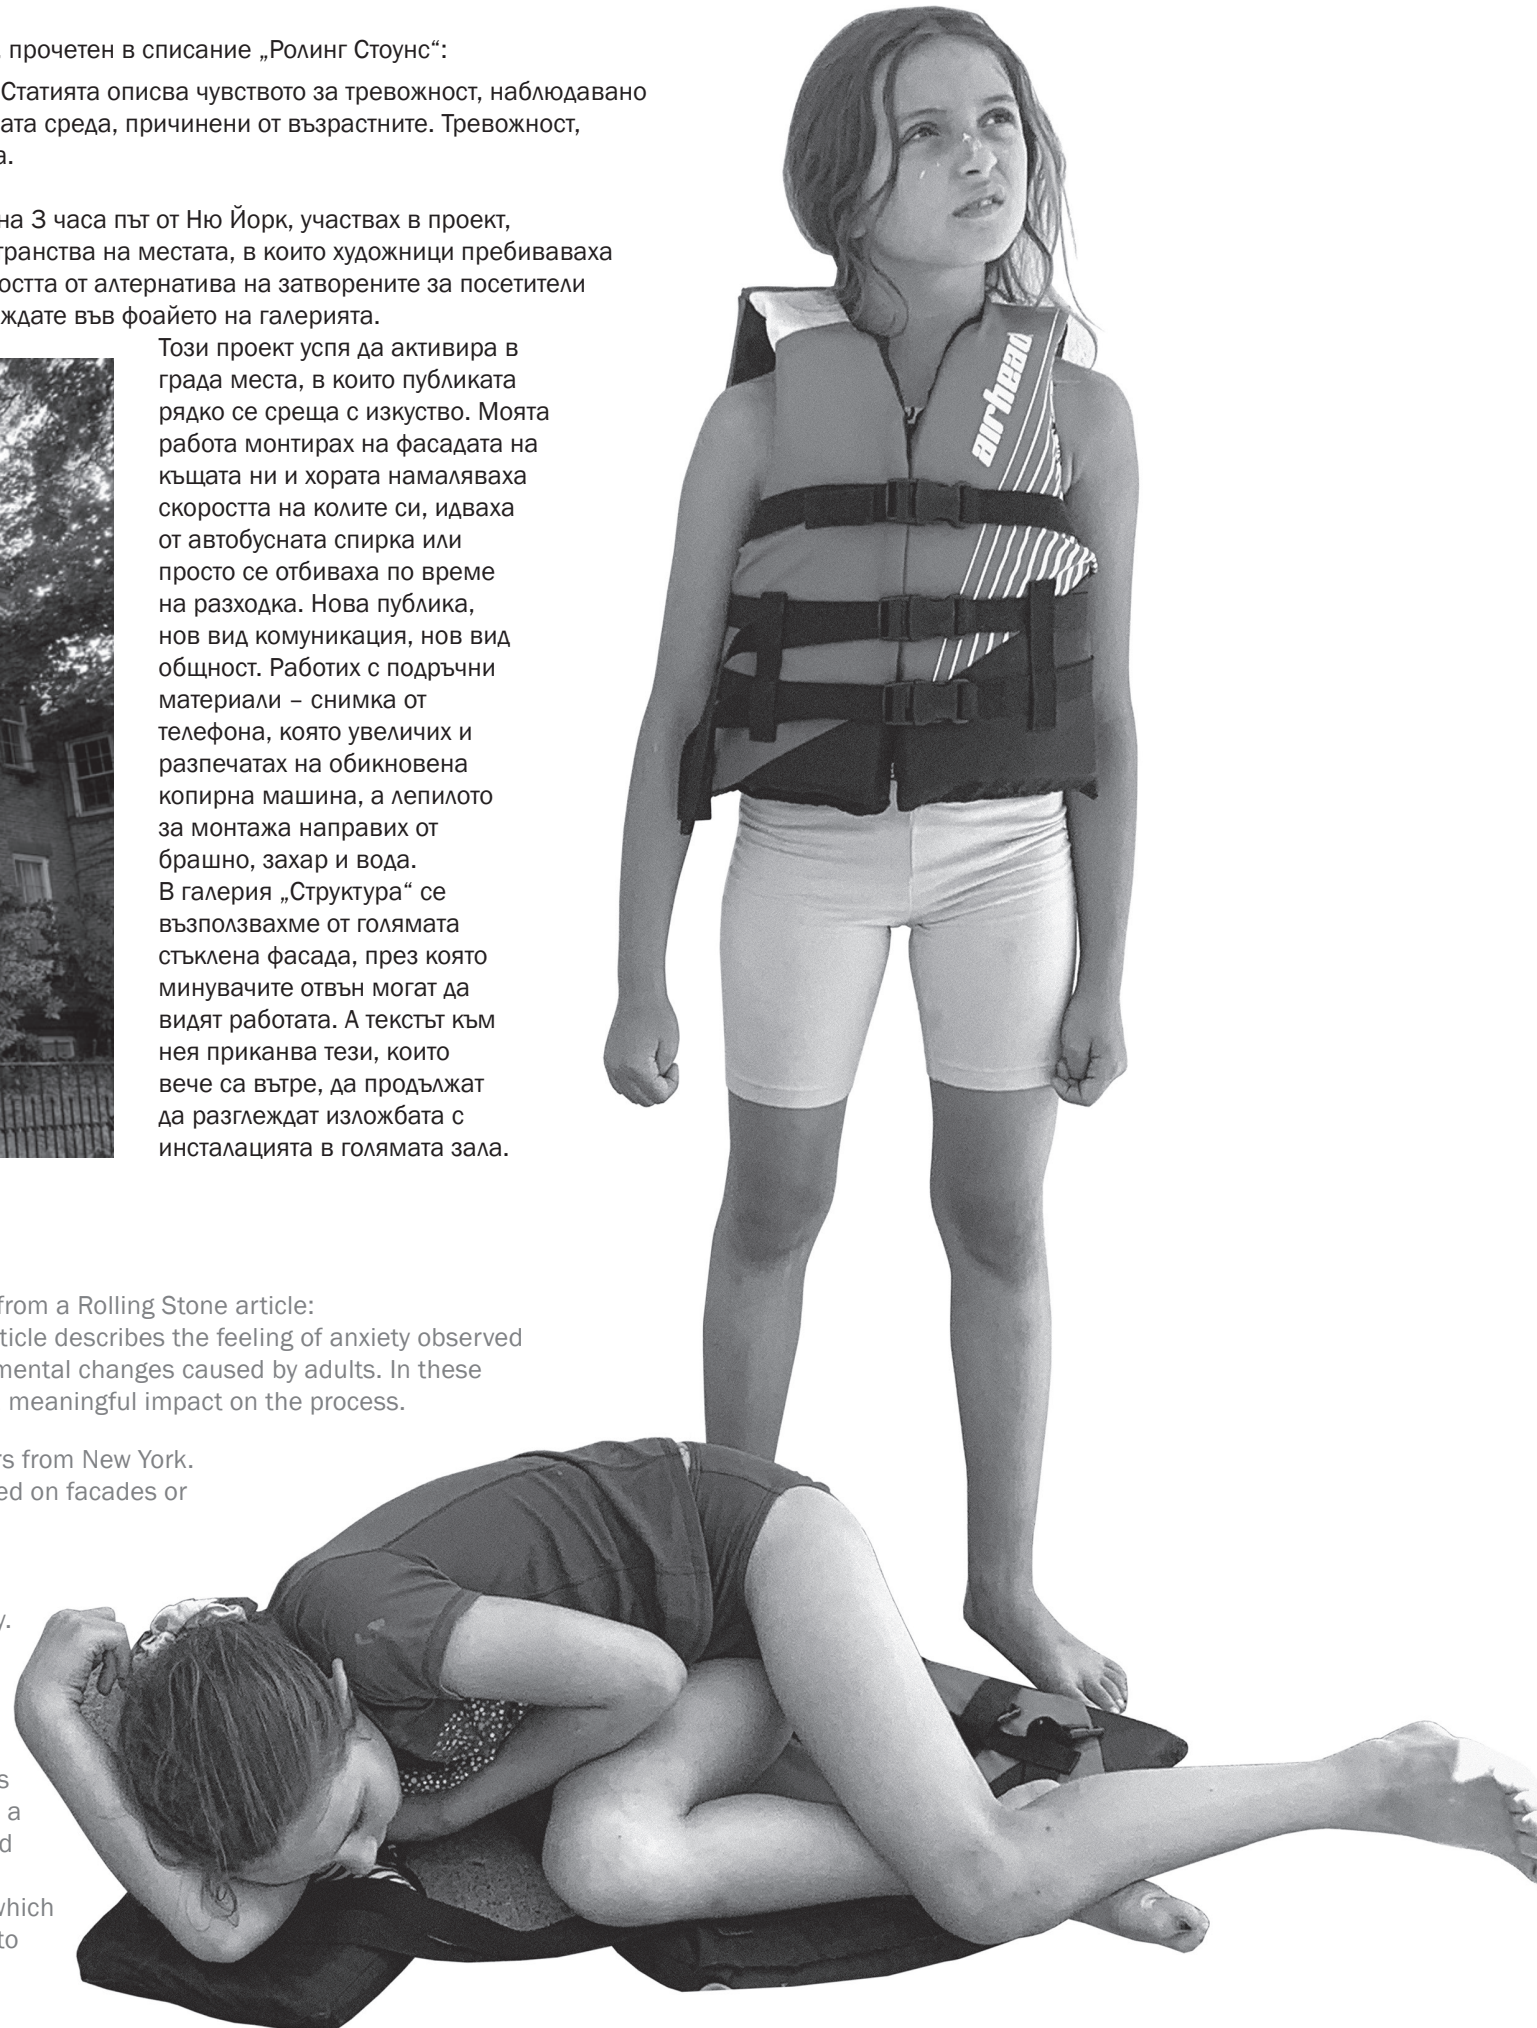 прочетен в списание „Ролинг Стоунс“:
Статията описва чувството за тревожност, наблюдавано
ата среда, причинени от възрастните. Тревожност,
а.
на 3 часа път от Ню Йорк, участвах в проект,
транства на местата, в които художници пребиваваха
остта от алтернатива на затворените за посетители
ждате във фоайето на галерията.
Този проект успя да активира в
града места, в които публиката
рядко се среща с изкуство. Моята
работа монтирах на фасадата на
къщата ни и хората намаляваха
скоростта на колите си, идваха
от автобусната спирка или
просто се отбиваха по време
на разходка. Нова публика,
нов вид комуникация, нов вид
общност. Работих с подръчни
материали – снимка от
телефона, която увеличих и
разпечатах на обикновена
копирна машина, а лепилото
за монтажа направих от
брашно, захар и вода.
В галерия „Структура“ се
възползвахме от голямата
стъклена фасада, през която
минувачите отвън могат да
видят работата. А текстът към
нея приканва тези, които
вече са вътре, да продължат
да разглеждат изложбата с
инсталацията в голямата зала.
airhead
from a Rolling Stone article:
ticle describes the feeling of anxiety observed
mental changes caused by adults. In these
meaningful impact on the process.
rs from New York.
ed on facades or
y.
s
a
d
which
to